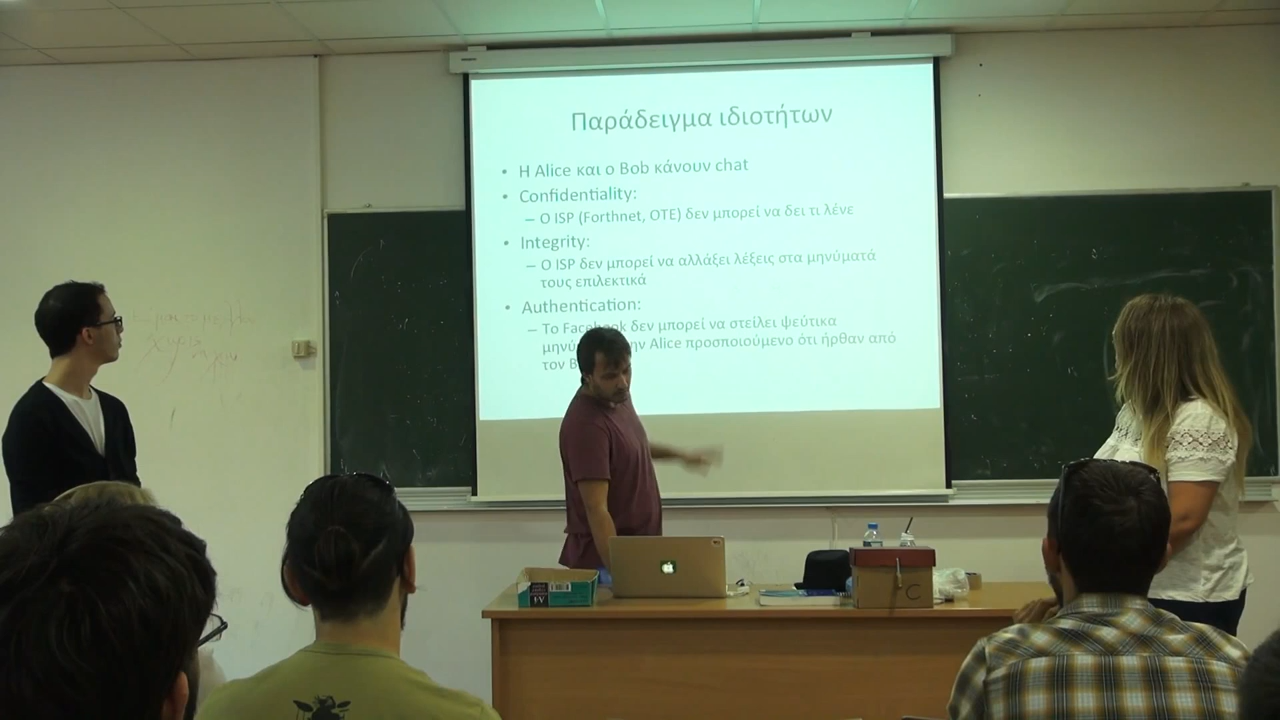 Παράδειγμα ιδιοτήτων
• Η Alice και ο Bob κάνουν chat
• Confidentiality:
– Ο ISP (Forthnet, OTE) δεν μπορεί να δει τι λένε
• Integrity:
– Ο ISP δεν μπορεί να αλλάξει λέξεις στα μηνύματά
τους επιλεκτικά
• Authentication:
– Το Facebook δεν μπορεί να στείλει ψεύτικα
την Alice προσποιούμενο ότι ήρθαν από
τον
C